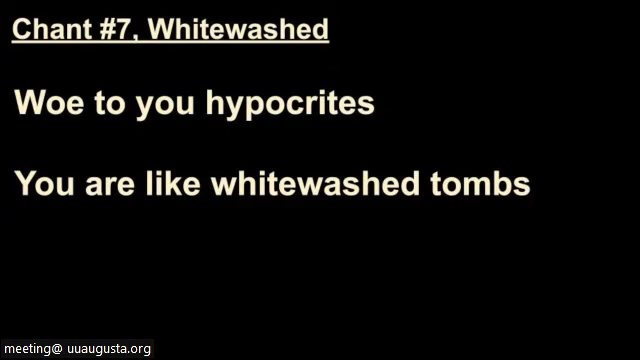 Chant #7, Whitewashed
Woe to you hypocrites
You are like whitewashed tombs
meeting@ uuaugusta.org